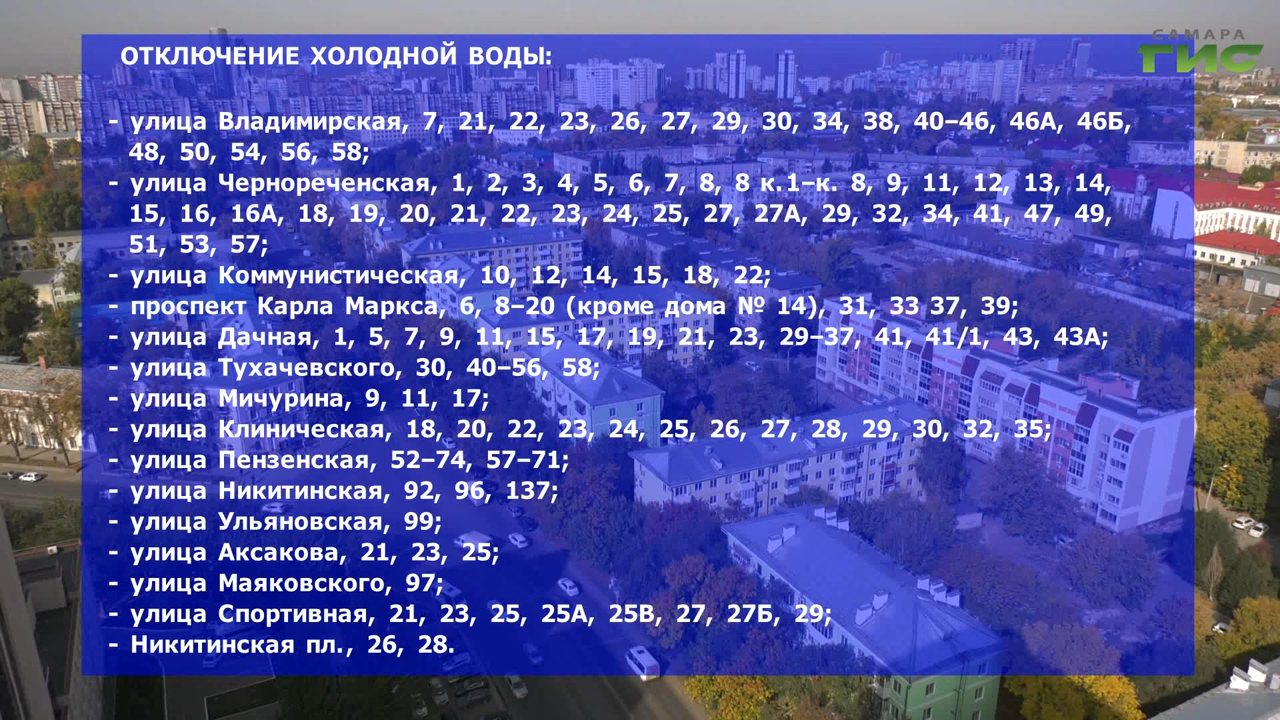 САМАРА
ГИС
ОТКЛЮЧЕНИЕ ХОЛОДНОЙ ВОДЫ:
- улица Владимирская, 7, 21, 22, 23, 26, 27, 29, 30, 34, 38, 40–46, 46А, 46Б,
48, 50, 54, 56, 58;
- улица Чернореченская, 1, 2, 3, 4, 5, 6, 7, 8, 8 к.1–к. 8, 9, 11, 12, 13, 14,
15, 16, 16А, 18, 19, 20, 21, 22, 23, 24, 25, 27, 27А, 29, 32, 34, 41, 47, 49,
51, 53, 57;
- улица Коммунистическая, 10, 12, 14, 15, 18, 22;
- проспект Карла Маркса, 6, 8–20 (кроме дома № 14), 31, 33 37, 39;
- улица Дачная, 1, 5, 7, 9, 11, 15, 17, 19, 21, 23, 29–37, 41, 41/1, 43, 43А;
- улица Тухачевского, 30, 40–56, 58;
- улица Мичурина, 9, 11, 17;
- улица Клиническая, 18, 20, 22, 23, 24, 25, 26, 27, 28, 29, 30, 32, 35;
- улица Пензенская, 52–74, 57–71;
- улица Никитинская, 92, 96, 137;
- улица Ульяновская, 99;
- улица Аксакова, 21, 23, 25;
- улица Маяковского, 97;
- улица Спортивная, 21, 23, 25, 25А, 25В, 27, 27Б, 29;
- Никитинская пл., 26, 28.